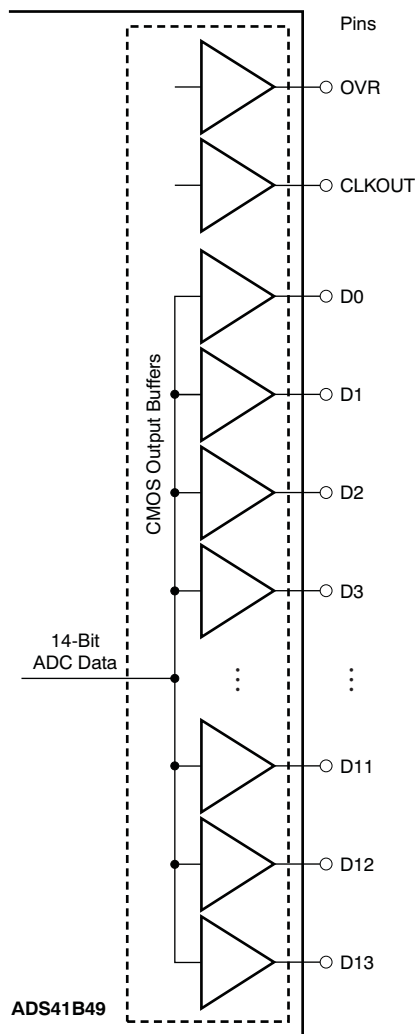 Pins
OVR
CLKOUT
D0
CMOS Output Buffers
D1
D2
D3
14-Bit
ADC Data
D11
D12
D13
ADS41B49